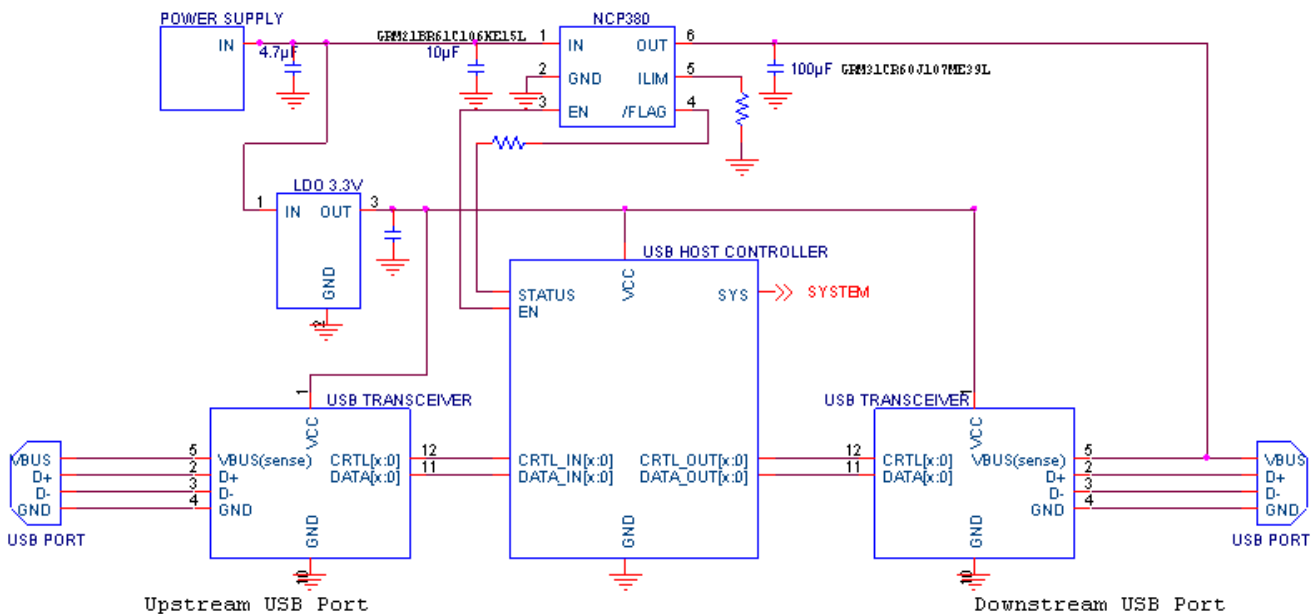 POWER SUPPLY
IN
4.7µF
GRM21BR61C106KE15L
10µF
NCP380
1 IN OUT 6
2 GND ILIM 5
3 EN /FLAG 4
100µF GRM31CR60J107ME39L
LDO 3.3V
1 IN OUT 3
GND
2
USB HOST CONTROLLER
VCC
STATUS
EN
SYS
SYSTEM
CRTL_IN[x:0] CRTL_OUT[x:0]
DATA_IN[x:0] DATA_OUT[x:0]
GND
1
USB TRANSCEIVER
VCC
5 VBUS(sense) CRTL[x:0] 12
2 D+ DATA[x:0] 11
3 D-
4 GND
GND
10
VBUS
D+
D-
GND
USB PORT
Upstream USB Port
1
USB TRANSCEIVER
VCC
12 CRTL[x:0] VBUS(sense) 5
11 DATA[x:0] D+ 2
D- 3
GND 4
GND
10
VBUS
D+
D-
GND
USB PORT
Downstream USB Port